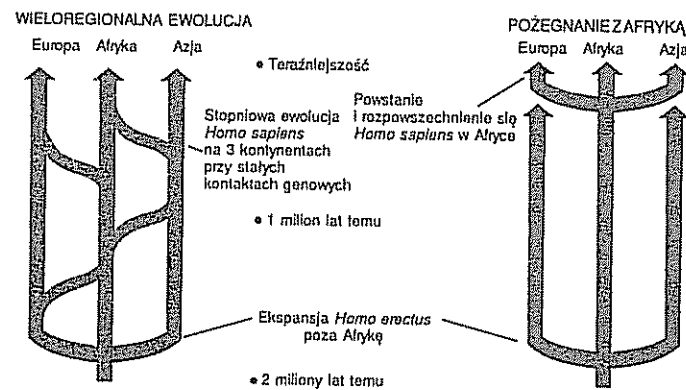 WIELOREGIONALNA EWOLUCJA
Europa Afryka Azja
• Teraźniejszość
Stopniowa ewolucja
Homo sapiens
na 3 kontynentach
przy stałych
kontaktach genowych
• 1 milion lat temu
Ekspansja Homo erectus
poza Afrykę
• 2 miliony lat temu
POŻEGNANIE Z AFRYKĄ
Europa Afryka Azja
Powstanie
i rozpowszechnienie się
Homo sapiens w Afryce